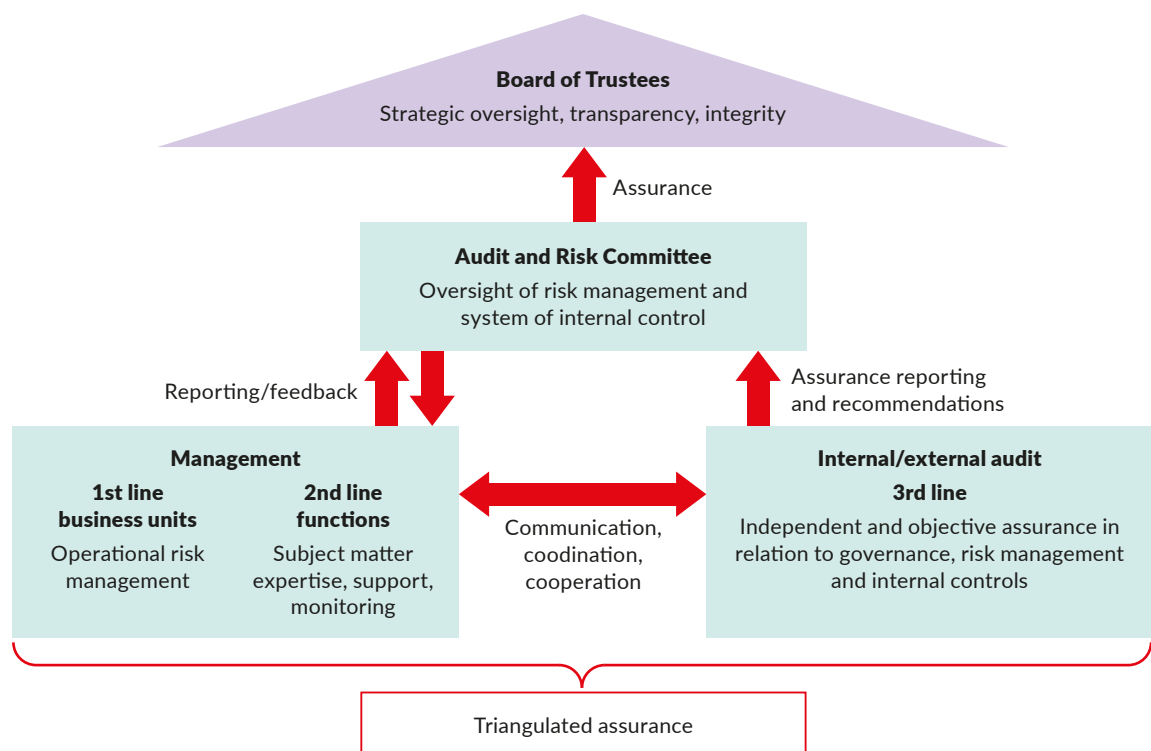 Board of Trustees
Strategic oversight, transparency, integrity
Assurance
Audit and Risk Committee
Oversight of risk management and
system of internal control
Reporting/feedback
Assurance reporting
and recommendations
Management
1st line
business units
Operational risk
management
2nd line
functions
Subject matter
expertise, support,
monitoring
Communication,
coodination,
cooperation
Internal/external audit
3rd line
Independent and objective assurance in
relation to governance, risk management
and internal controls
Triangulated assurance